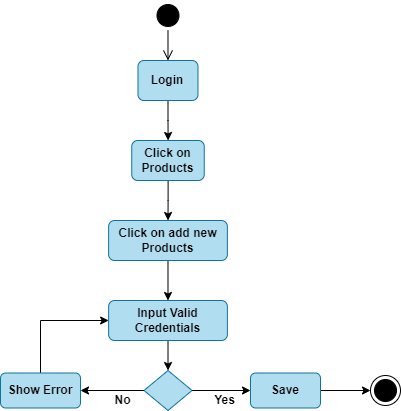 Login
Click on
Products
Click on add new
Products
Input Valid
Credentials
Show Error
No
Yes
Save